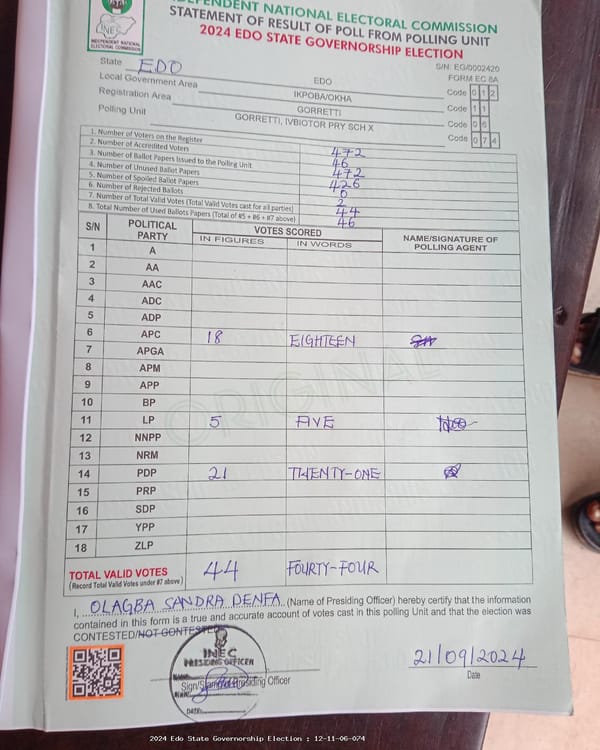 INDEPENDENT NATIONAL ELECTORAL COMMISSION
STATEMENT OF RESULT OF POLL FROM POLLING UNIT
2024 EDO STATE GOVERNORSHIP ELECTION
INEC
INDEPENDENT NATIONAL
ELECTORAL COMMISSION
S/N: EG/0002420
FORM EC 8A
State EDO
Local Government Area EDO Code 0 1 2
Registration Area IKPOBA/OKHA Code 1 1
Polling Unit GORRETTI Code 0 6
GORRETTI, IVBIOTOR PRY SCH X Code 0 7 4
1. Number of Voters on the Register 472
2. Number of Accredited Voters 46
3. Number of Ballot Papers Issued to the Polling Unit 472
4. Number of Unused Ballot Papers 426
5. Number of Spoiled Ballot Papers 0
6. Number of Rejected Ballots 2
7. Number of Total Valid Votes (Total Valid Votes cast for all parties) 44
8. Total Number of Used Ballots Papers (Total of #5 + #6 + #7 above) 46
S/N POLITICAL PARTY VOTES SCORED NAME/SIGNATURE OF POLLING AGENT
IN FIGURES IN WORDS
1 A
2 AA
3 AAC
4 ADC
5 ADP
6 APC 18 EIGHTEEN
7 APGA
8 APM
9 APP
10 BP
11 LP 5 FIVE
12 NNPP
13 NRM
14 PDP 21 TWENTY-ONE
15 PRP
16 SDP
17 YPP
18 ZLP
ORIGINAL
TOTAL VALID VOTES 44 FOURTY-FOUR
(Record Total Valid Votes under #7 above)
I, OLAGBA SANDRA DENFA (Name of Presiding Officer) hereby certify that the information
contained in this form is a true and accurate account of votes cast in this polling Unit and that the election was
CONTESTED/NOT CONTESTED
INEC
PRESIDING OFFICER
Sign/Stamp of Presiding Officer
DATE:
21/09/2024
Date
2024 Edo State Governorship Election : 12-11-06-074